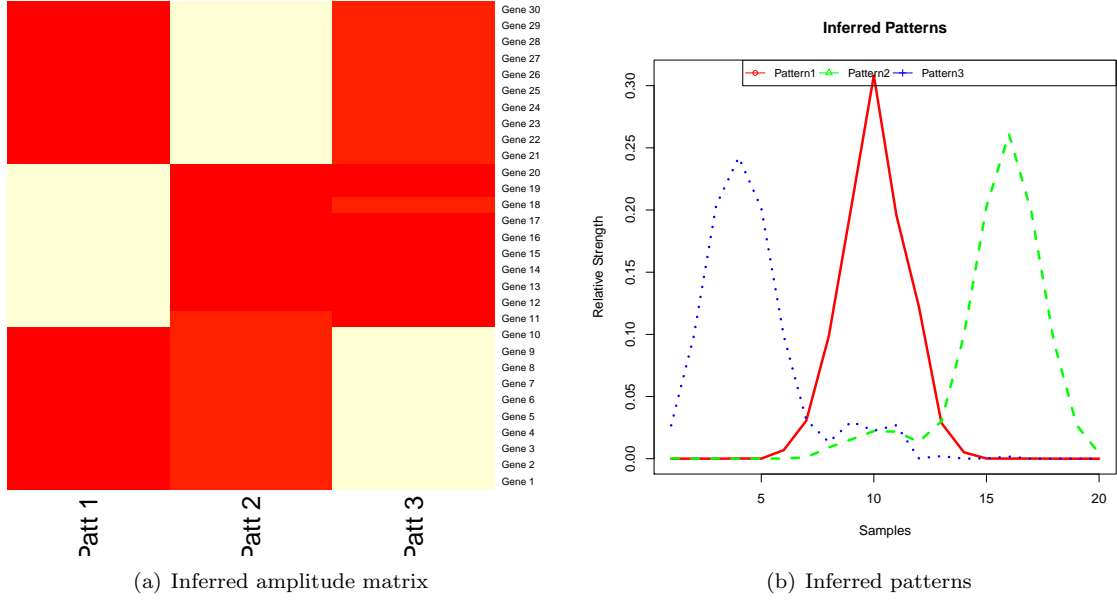 Gene 30
Gene 29
Gene 28
Gene 27
Gene 26
Gene 25
Gene 24
Gene 23
Gene 22
Gene 21
Gene 20
Gene 19
Gene 18
Gene 17
Gene 16
Gene 15
Gene 14
Gene 13
Gene 12
Gene 11
Gene 10
Gene 9
Gene 8
Gene 7
Gene 6
Gene 5
Gene 4
Gene 3
Gene 2
Gene 1
Patt 1
Patt 2
Patt 3
(a) Inferred amplitude matrix
Inferred Patterns
Pattern1 Pattern2 Pattern3
Relative Strength
0.30
0.25
0.20
0.15
0.10
0.05
0.00
5 10 15 20
Samples
(b) Inferred patterns